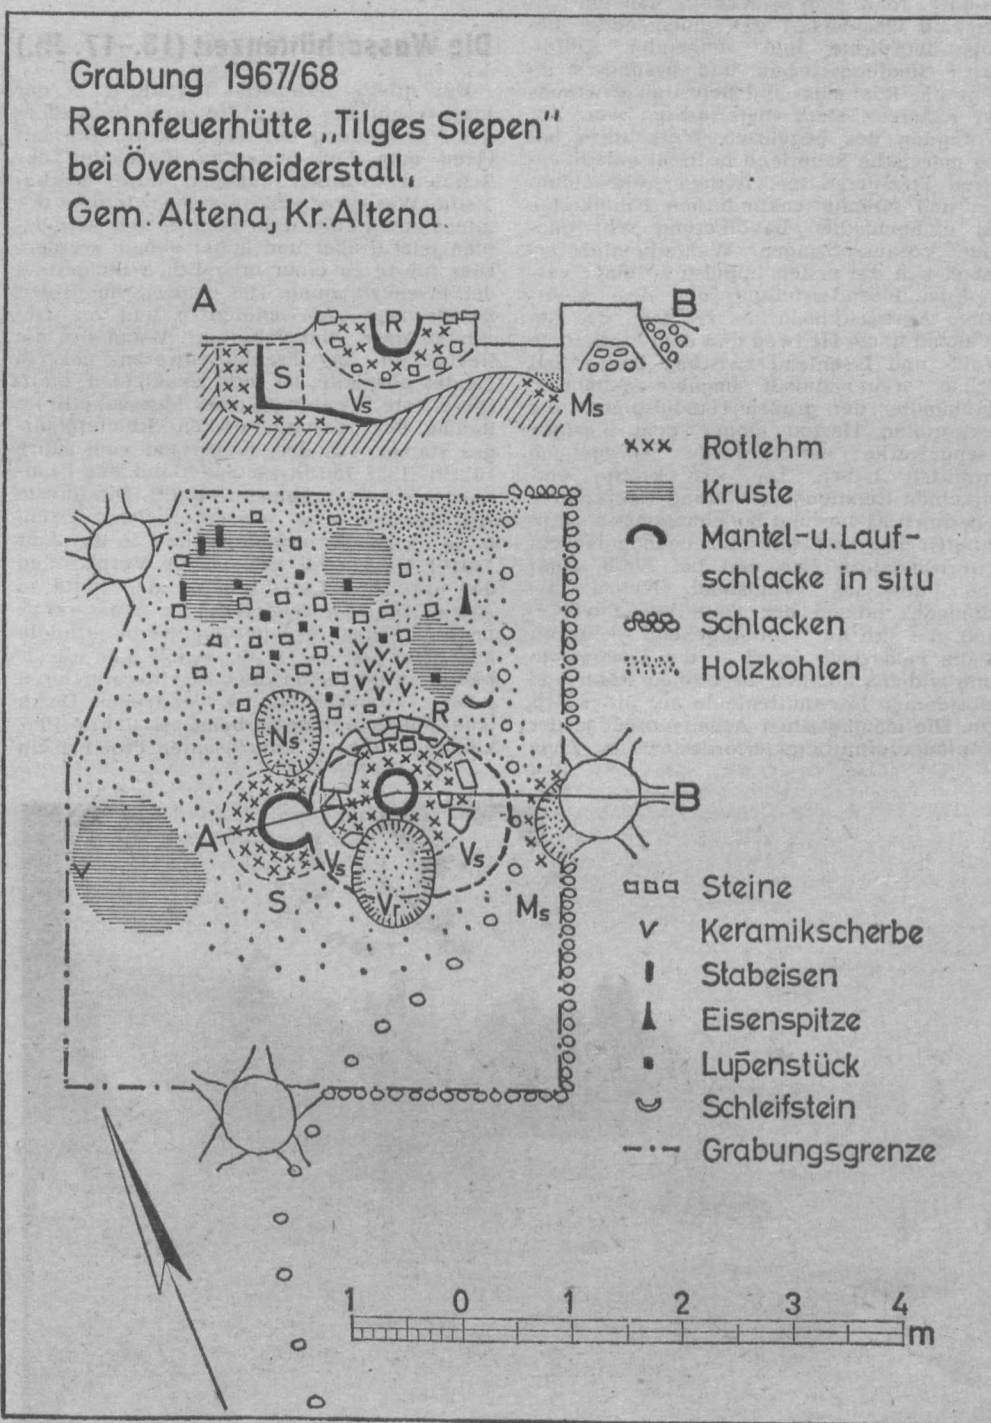 Grabung 1967/68
Rennfeuerhütte „Tilges Siepen"
bei Övenscheiderstall,
Gem. Altena, Kr. Altena.
A
B
R
S
Vs
Ms
××× Rotlehm
Kruste
Mantel-u. Lauf-
schlacke in situ
Schlacken
Holzkohlen
R
Ns
A
B
Vs
Vs
S
Vr
Ms
Steine
Keramikscherbe
Stabeisen
Eisenspitze
Lupenstück
Schleifstein
Grabungsgrenze
1 0 1 2 3 4
m